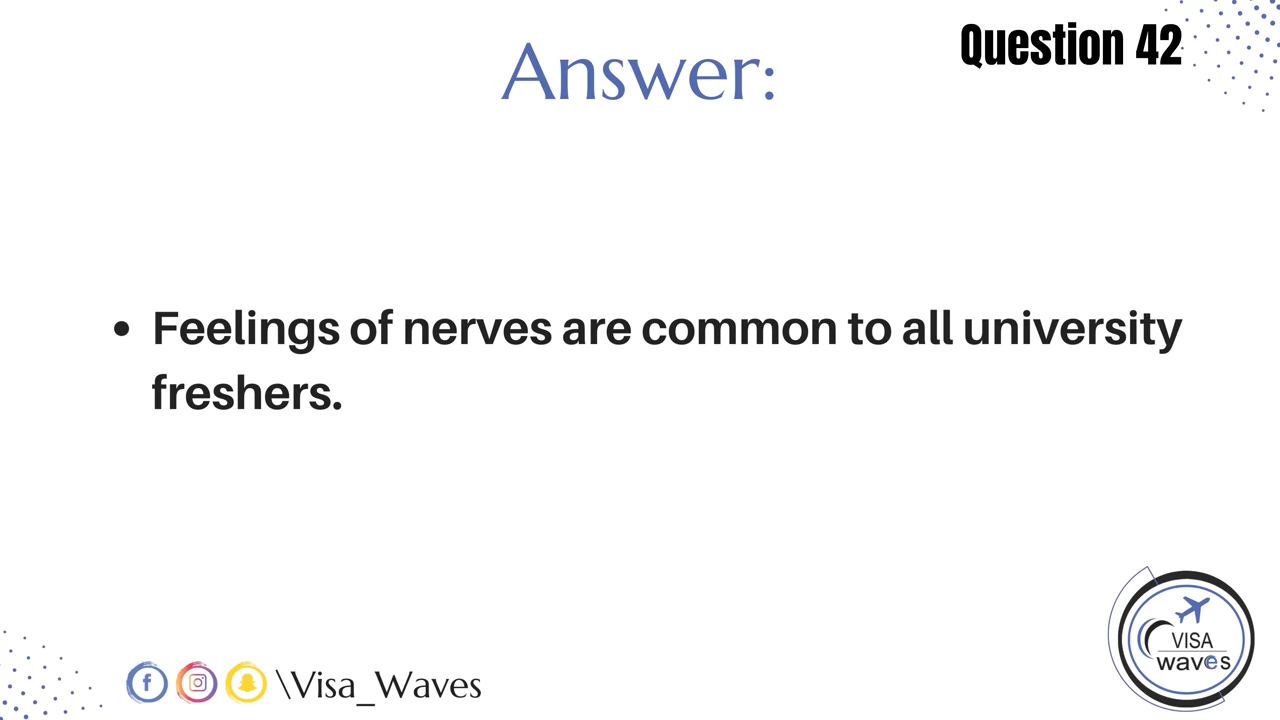 Question 42
Answer:
• Feelings of nerves are common to all university
freshers.
\Visa_Waves
VISA
waves